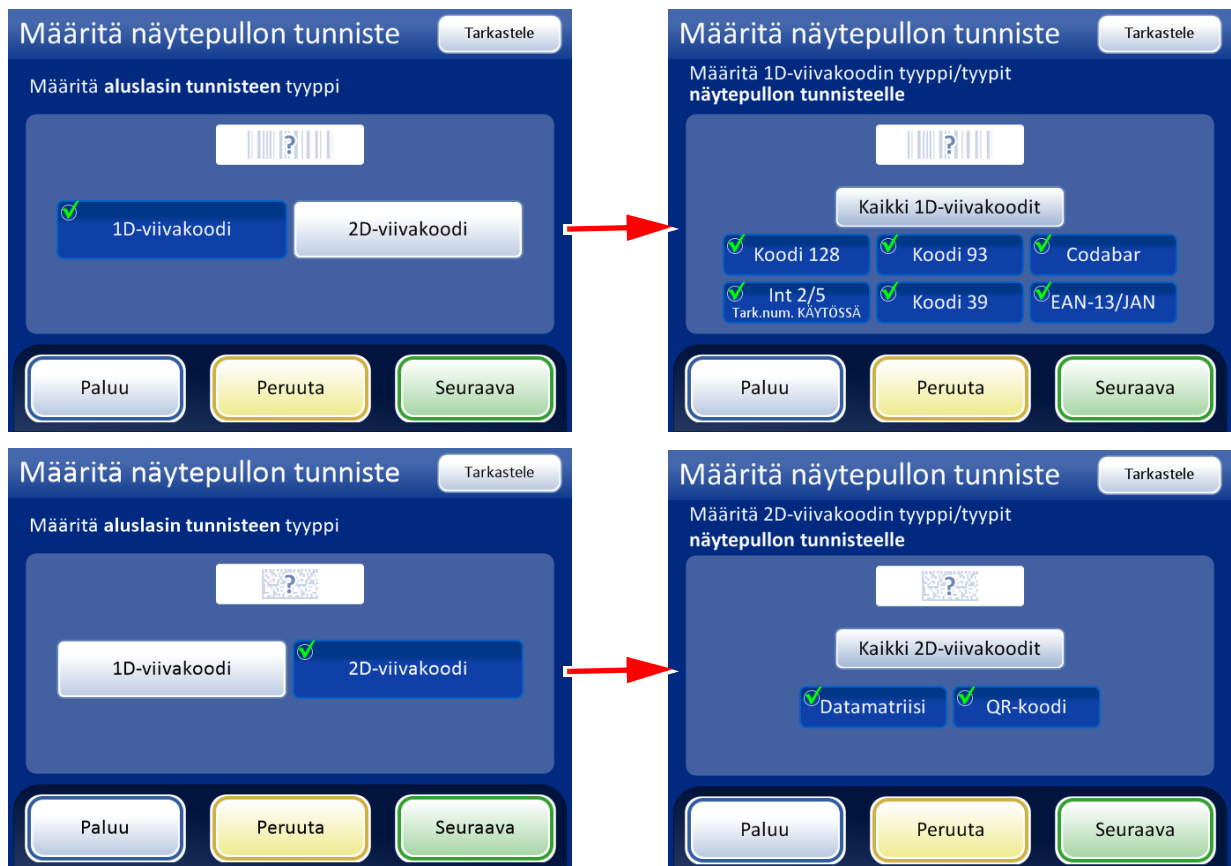 Määritä näytepullon tunniste
Tarkastele
Määritä aluslasin tunnisteen tyyppi
?
1D-viivakoodi
2D-viivakoodi
Paluu
Peruuta
Seuraava
Määritä näytepullon tunniste
Tarkastele
Määritä 1D-viivakoodin tyyppi/tyypit
näytepullon tunnisteelle
?
Kaikki 1D-viivakoodit
Koodi 128
Koodi 93
Codabar
Int 2/5
Tark.num. KÄYTÖSSÄ
Koodi 39
EAN-13/JAN
Paluu
Peruuta
Seuraava
Määritä näytepullon tunniste
Tarkastele
Määritä aluslasin tunnisteen tyyppi
?
1D-viivakoodi
2D-viivakoodi
Paluu
Peruuta
Seuraava
Määritä näytepullon tunniste
Tarkastele
Määritä 2D-viivakoodin tyyppi/tyypit
näytepullon tunnisteelle
?
Kaikki 2D-viivakoodit
Datamatriisi
QR-koodi
Paluu
Peruuta
Seuraava